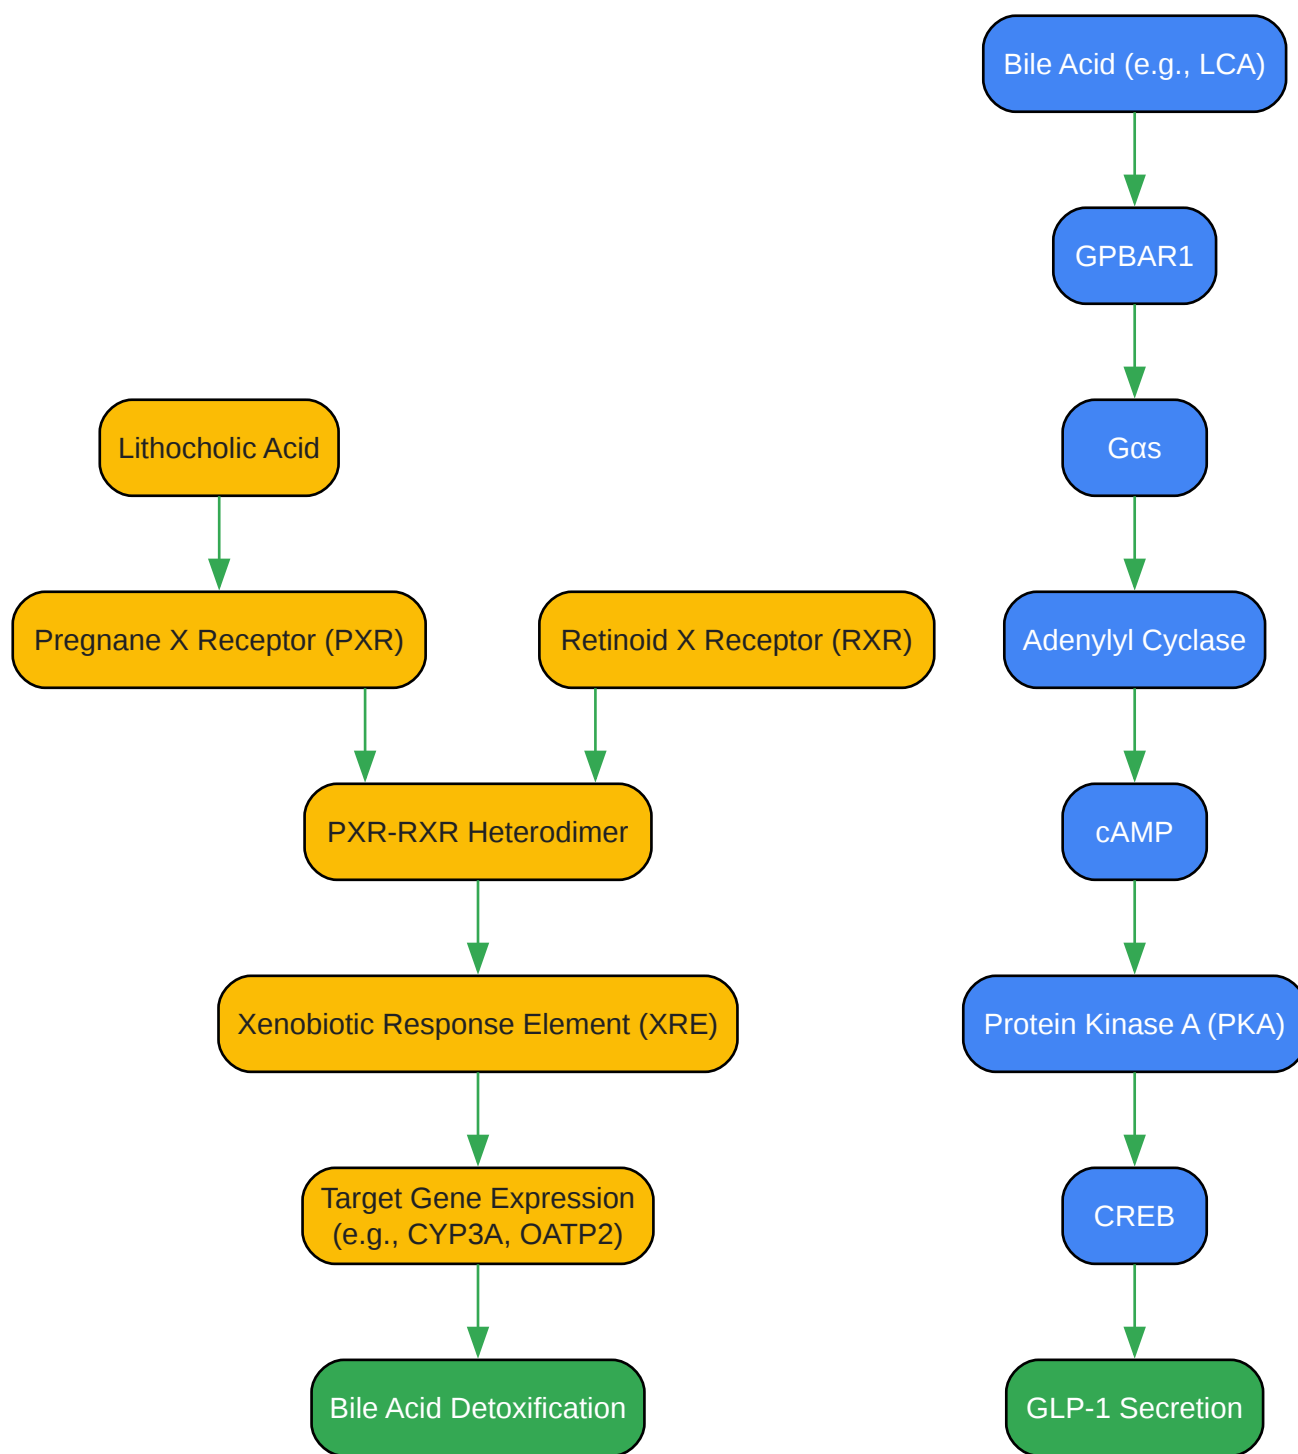 Bile Acid (e.g., LCA)
GPBAR1
Gαs
Adenylyl Cyclase
cAMP
Protein Kinase A (PKA)
CREB
GLP-1 Secretion
Lithocholic Acid
Pregnane X Receptor (PXR)
Retinoid X Receptor (RXR)
PXR-RXR Heterodimer
Xenobiotic Response Element (XRE)
Target Gene Expression
(e.g., CYP3A, OATP2)
Bile Acid Detoxification